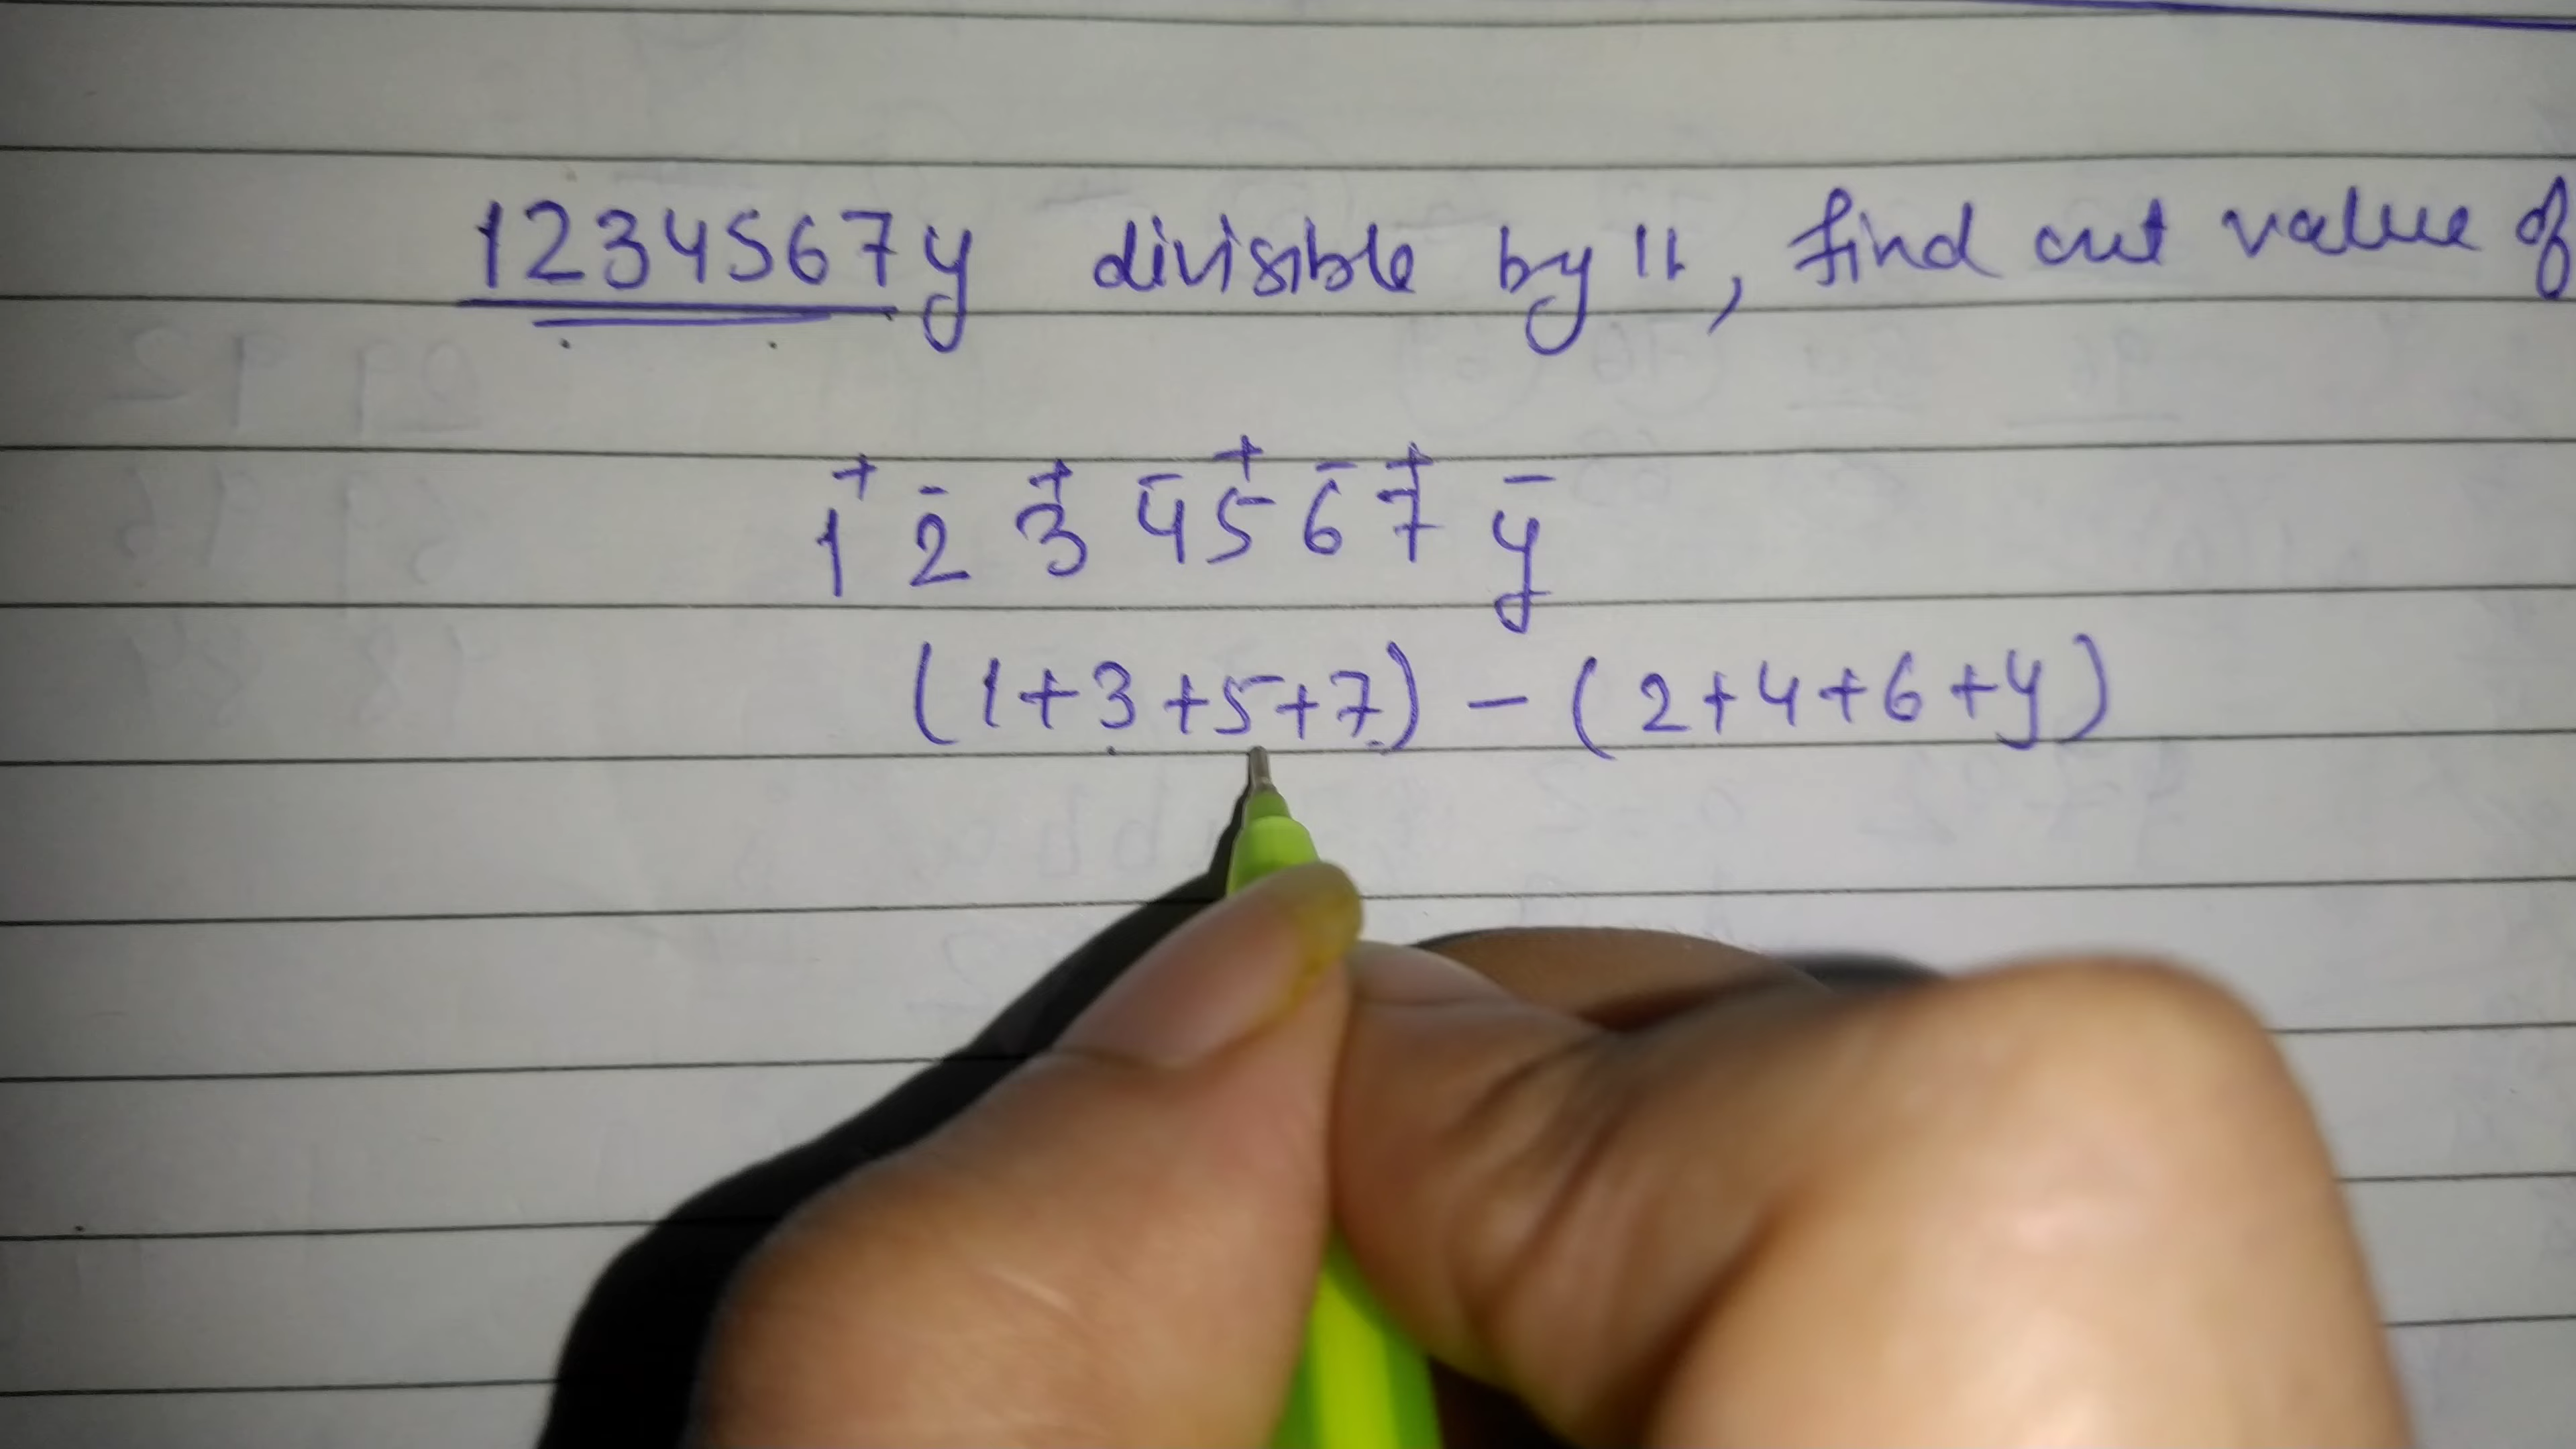 1234567y divisible by 11, find out value of
+ - + - + - + -
1 2 3 4 5 6 7 y
(1+3+5+7) - (2+4+6+y)